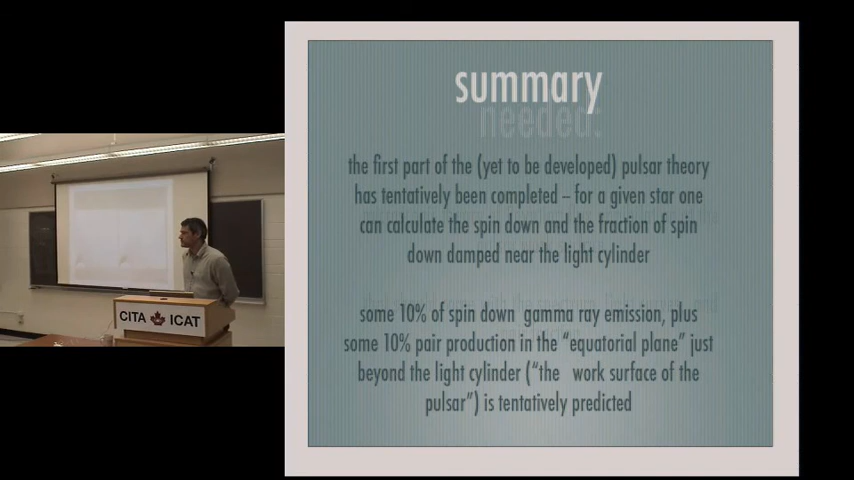 summary
needed:
the first part of the (yet to be developed) pulsar theory
has tentatively been completed – for a given star one
can calculate the spin down and the fraction of spin
down damped near the light cylinder
some 10% of spin down gamma ray emission, plus
some 10% pair production in the “equatorial plane” just
beyond the light cylinder (“the work surface of the
pulsar”) is tentatively predicted
CITA ICAT